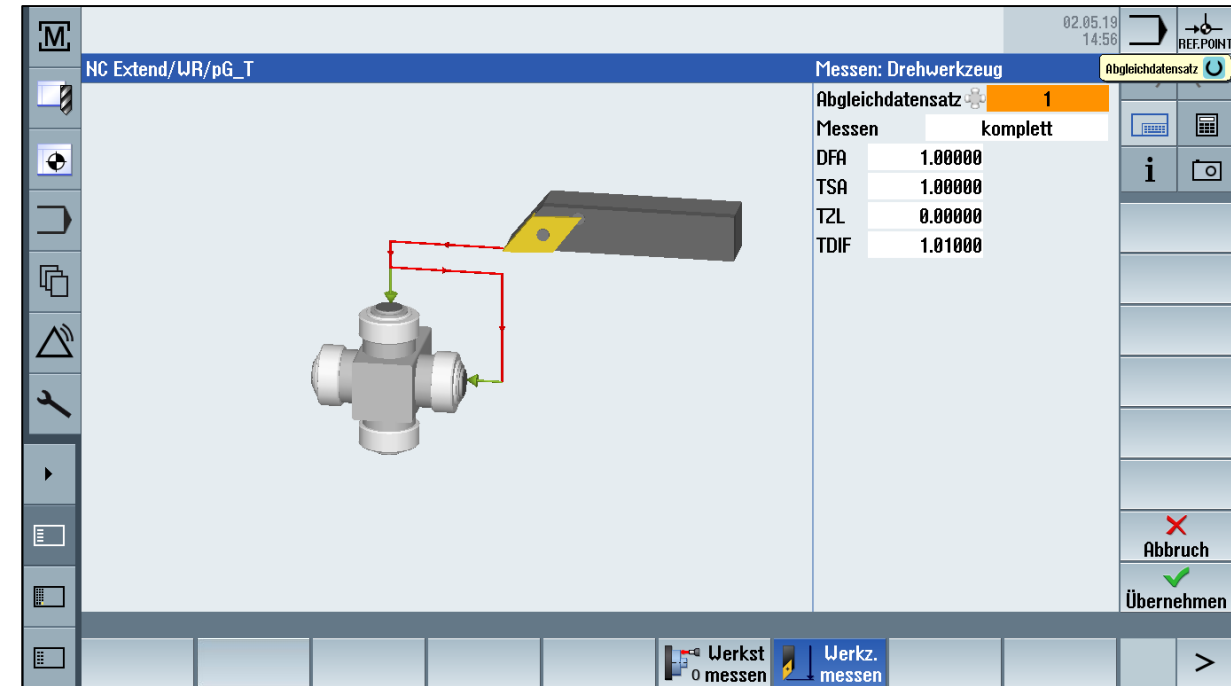 M
02.05.19
14:56
REF.POINT
NC Extend/WR/pG_T
Messen: Drehwerkzeug
Abgleichdatensatz
Abgleichdatensatz 1
Messen komplett
DFA 1.00000
TSA 1.00000
TZL 0.00000
TDIF 1.01000
i
Abbruch
Übernehmen
Werkst
0 messen
Werkz.
messen
>